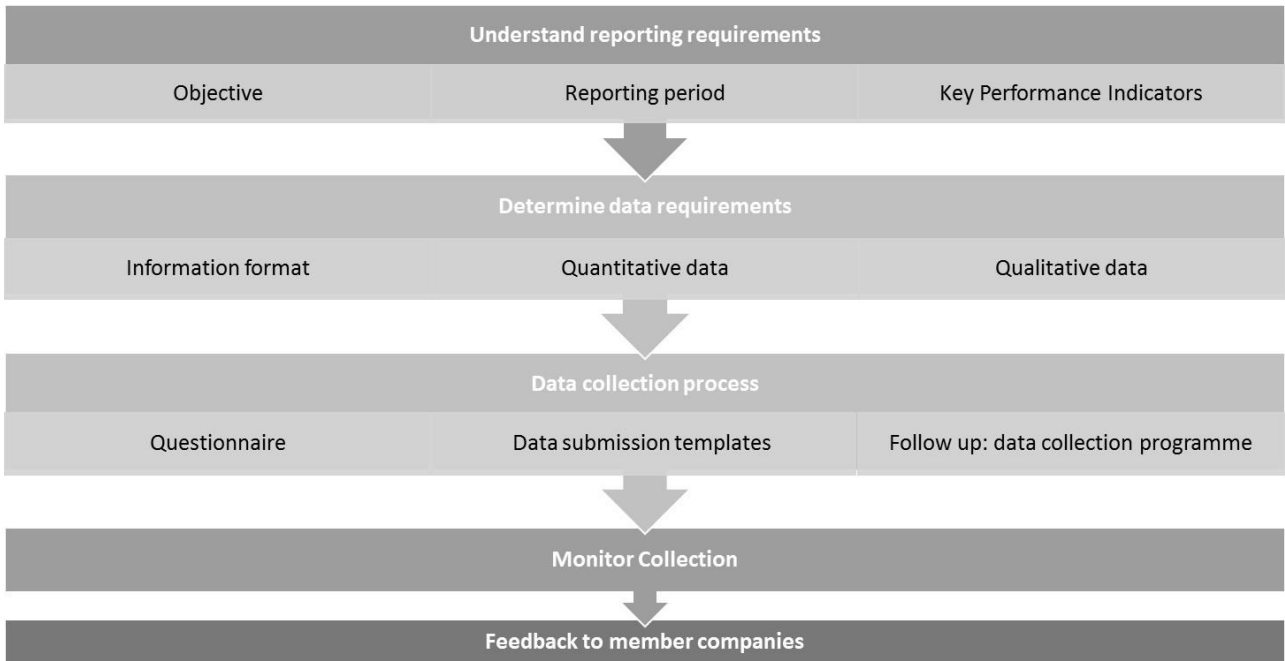 Understand reporting requirements
Objective
Reporting period
Key Performance Indicators
Determine data requirements
Information format
Quantitative data
Qualitative data
Data collection process
Questionnaire
Data submission templates
Follow up: data collection programme
Monitor Collection
Feedback to member companies